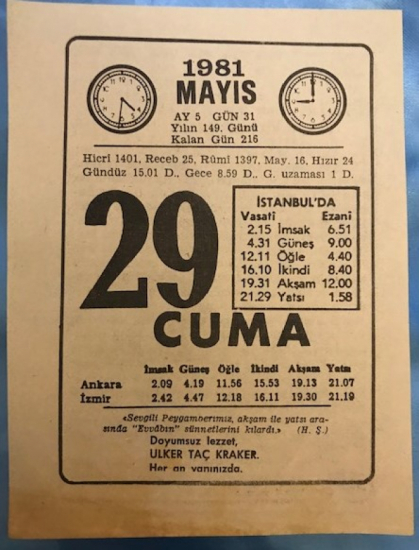 1981
MAYIS
AY 5 GÜN 31
Yılın 149. Günü
Kalan Gün 216
Hicri 1401, Receb 25, Rûmî 1397, May. 16, Hızır 24
Gündüz 15.01 D., Gece 8.59 D., G. uzaması 1 D.
29
İSTANBUL'DA
Vasati Ezani
2.15 İmsak 6.51
4.31 Güneş 9.00
12.11 Öğle 4.40
16.10 İkindi 8.40
19.31 Akşam 12.00
21.29 Yatsı 1.58
CUMA
İmsak Güneş Öğle İkindi Akşam Yatsı
Ankara 2.09 4.19 11.56 15.53 19.13 21.07
İzmir 2.42 4.47 12.18 16.11 19.30 21.19
«Sevgili Peygamberimız, akşam ile yatsı ara-
sında "Evvâbın" sünnetlerini kılardı.» (H. Ş.)
Doyumsuz lezzet,
ULKER TAÇ KRAKER.
Her an yanınızda.